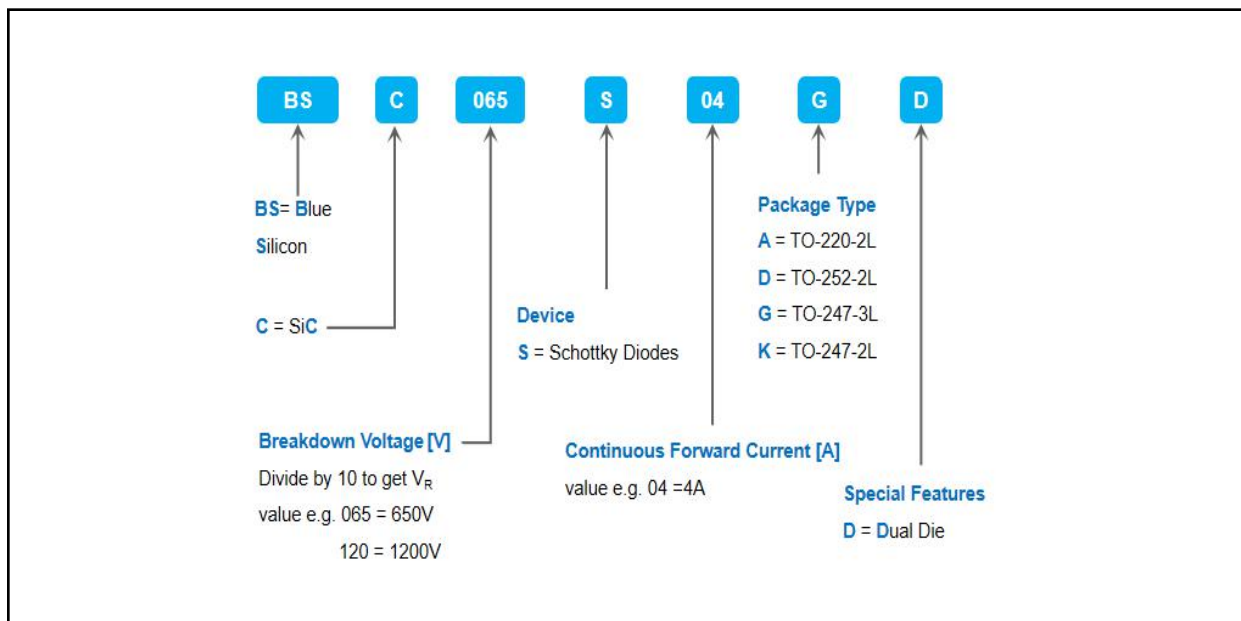 BS C 065 S 04 G D
BS= Blue
Silicon
C = SiC
Breakdown Voltage [V]
Divide by 10 to get VR
value e.g. 065 = 650V
120 = 1200V
Device
S = Schottky Diodes
Continuous Forward Current [A]
value e.g. 04 =4A
Package Type
A = TO-220-2L
D = TO-252-2L
G = TO-247-3L
K = TO-247-2L
Special Features
D = Dual Die